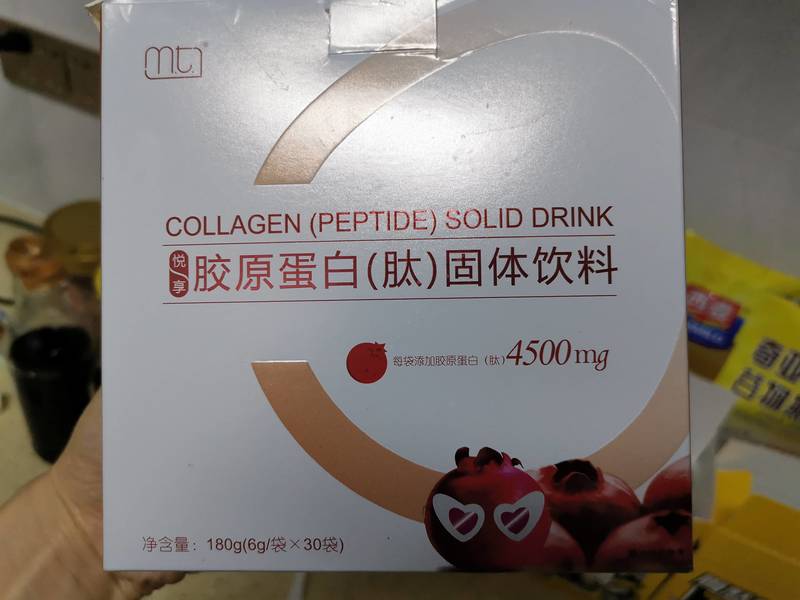 m.t.
COLLAGEN (PEPTIDE) SOLID DRINK
悦享
胶原蛋白(肽)固体饮料
每袋添加胶原蛋白(肽)4500mg
净含量：180g(6g/袋×30袋)